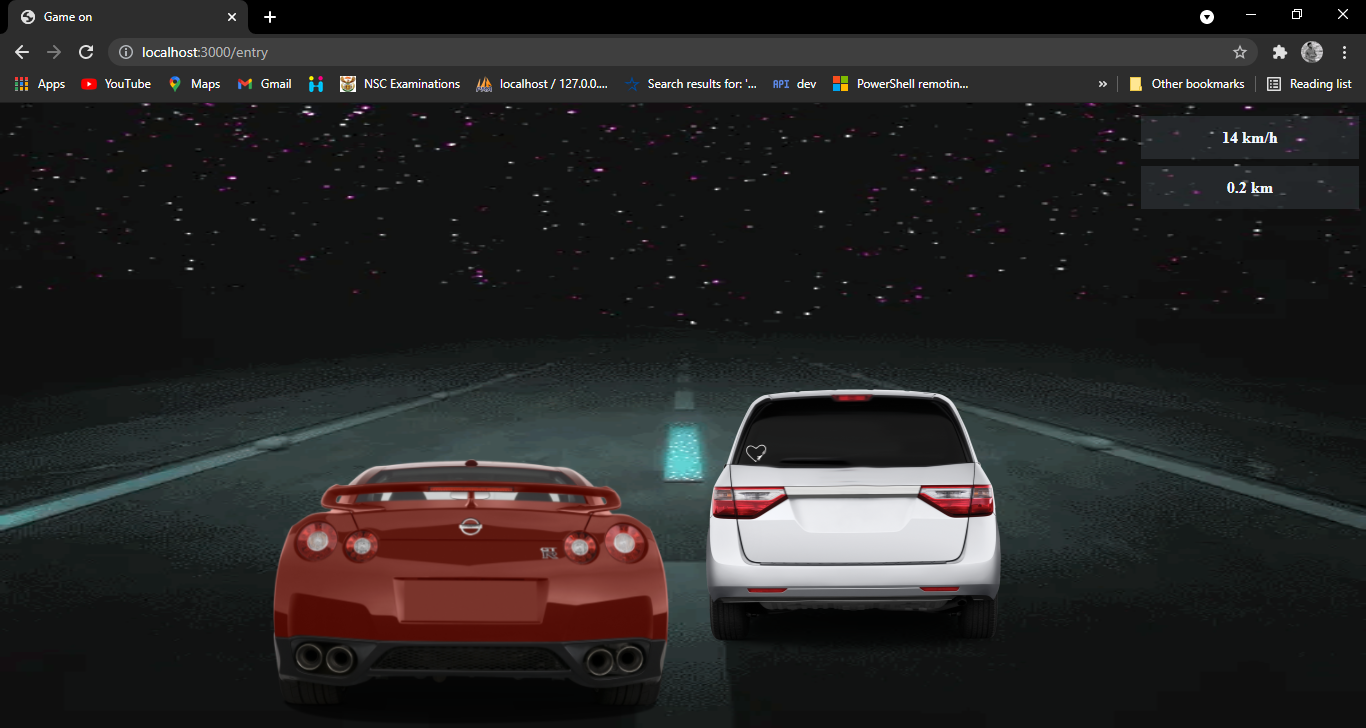 Game on
localhost:3000/entry
Apps YouTube Maps Gmail NSC Examinations localhost / 127.0.0.... Search results for: '... API dev PowerShell remotin... » Other bookmarks Reading list
14 km/h
0.2 km
GT R